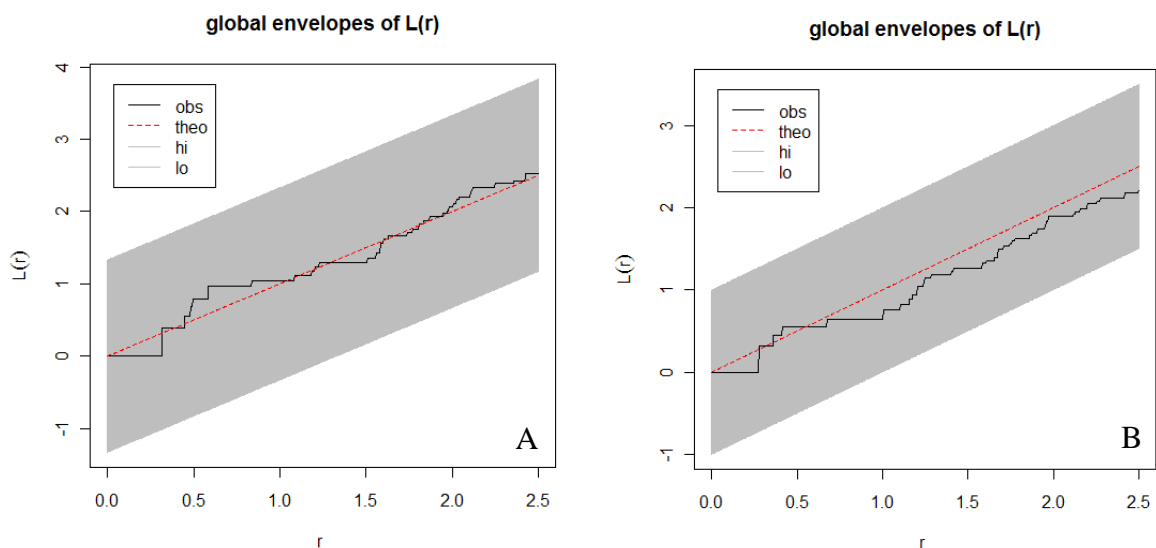 global envelopes of L(r)
4
3
2
1
0
-1
L(r)
obs
theo
hi
lo
A
0.0 0.5 1.0 1.5 2.0 2.5
r
global envelopes of L(r)
3
2
1
0
-1
L(r)
obs
theo
hi
lo
B
0.0 0.5 1.0 1.5 2.0 2.5
r